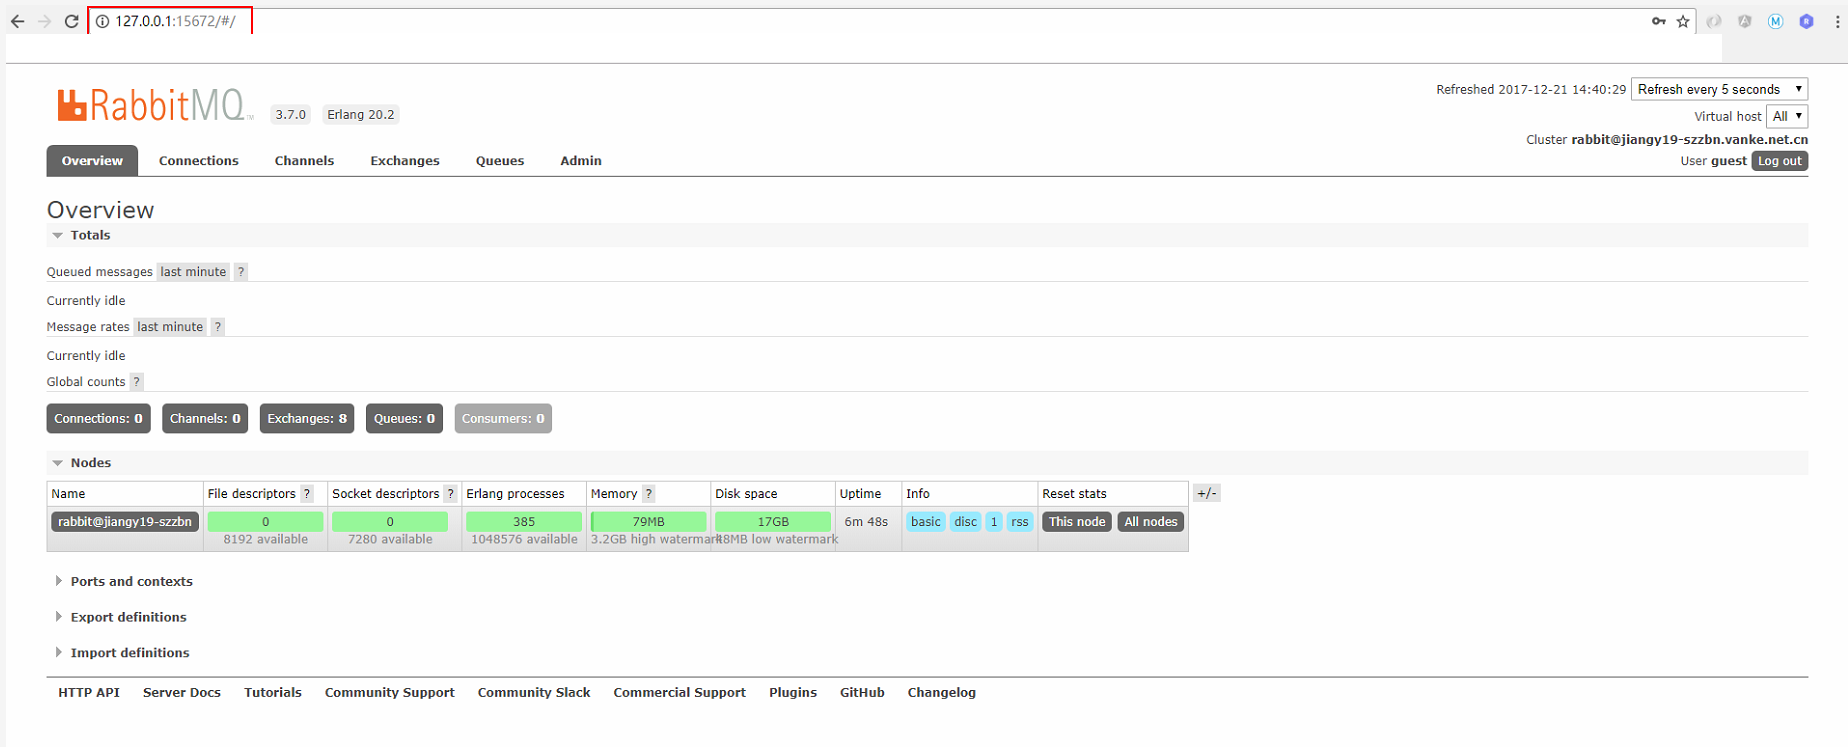 127.0.0.1:15672/#/
RabbitMQ TM 3.7.0 Erlang 20.2
Refreshed 2017-12-21 14:40:29 Refresh every 5 seconds
Virtual host All
Cluster rabbit@jiangy19-szzbn.vanke.net.cn
User guest Log out
Overview Connections Channels Exchanges Queues Admin
Overview
Totals
Queued messages last minute ?
Currently idle
Message rates last minute ?
Currently idle
Global counts ?
Connections: 0 Channels: 0 Exchanges: 8 Queues: 0 Consumers: 0
Nodes
Name File descriptors ? Socket descriptors ? Erlang processes Memory ? Disk space Uptime Info Reset stats +/-
rabbit@jiangy19-szzbn 0 0 385 79MB 17GB 6m 48s basic disc 1 rss This node All nodes
8192 available 7280 available 1048576 available 3.2GB high watermark 48MB low watermark
Ports and contexts
Export definitions
Import definitions
HTTP API Server Docs Tutorials Community Support Community Slack Commercial Support Plugins GitHub Changelog